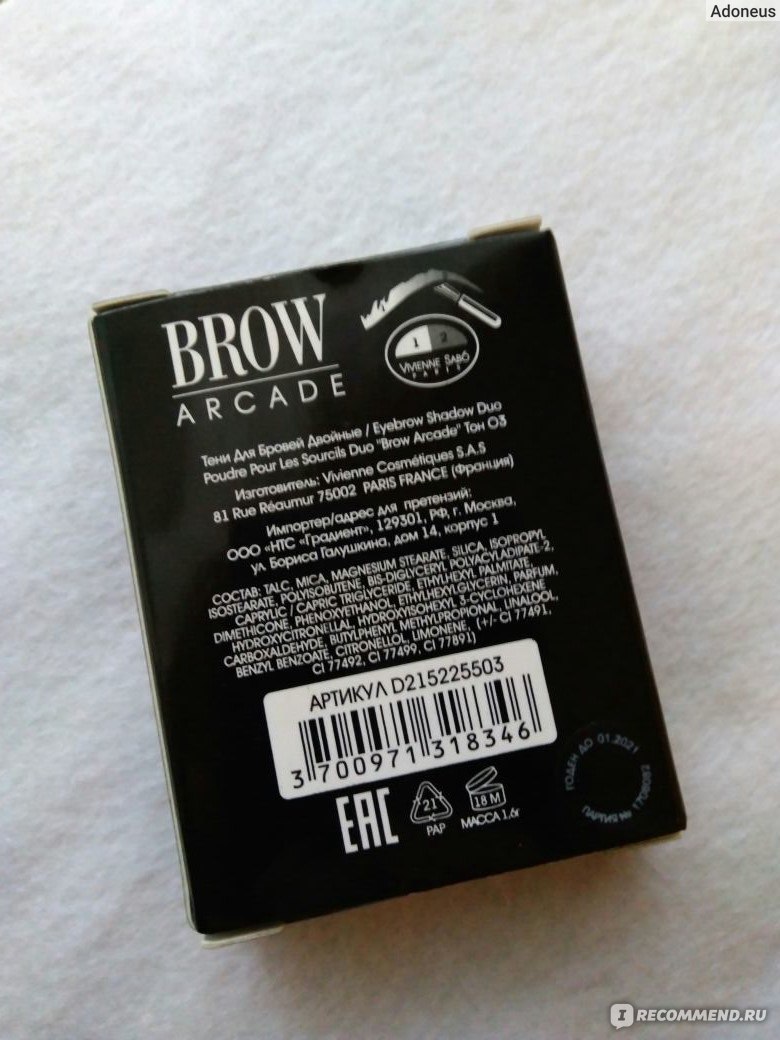 Adoneus
BROW
ARCADE
1 2
VIVIENNE SABÓ
PARIS
Тени Для Бровей Двойные / Eyebrow Shadow Duo
Poudre Pour Les Sourcils Duo "Brow Arcade" Тон 03
Изготовитель: Vivienne Cosmétiques S.A.S
81 Rue Réaumur 75002 PARIS FRANCE (Франция)
Импортер/адрес для претензий:
ООО «НТС «Градиент», 129301, РФ, г. Москва,
ул. Бориса Галушкина, дом 14, корпус 1
СОСТАВ: TALC, MICA, MAGNESIUM STEARATE, SILICA, ISOPROPYL
ISOSTEARATE, POLYISOBUTENE, BIS-DIGLYCERYL POLYACYLADIPATE-2,
CAPRYLIC / CAPRIC TRIGLYCERIDE, ETHYLHEXYL PALMITATE,
DIMETHICONE, PHENOXYETHANOL, ETHYLHEXYLGLYCERIN, PARFUM,
HYDROXYCITRONELLAL, HYDROXYISOHEXYL 3-CYCLOHEXENE
CARBOXALDEHYDE, BUTYLPHENYL METHYLPROPIONAL, LINALOOL,
BENZYL BENZOATE, CITRONELLOL, LIMONENE, (+/- CI 77491,
CI 77492, CI 77499, CI 77891)
АРТИКУЛ D215225503
3 700971 318346
EAC
21
PAP
18 M
МАССА 1.6г
ГОДЕН ДО 01.2021
ПАРТИЯ №
IRECOMMEND.RU